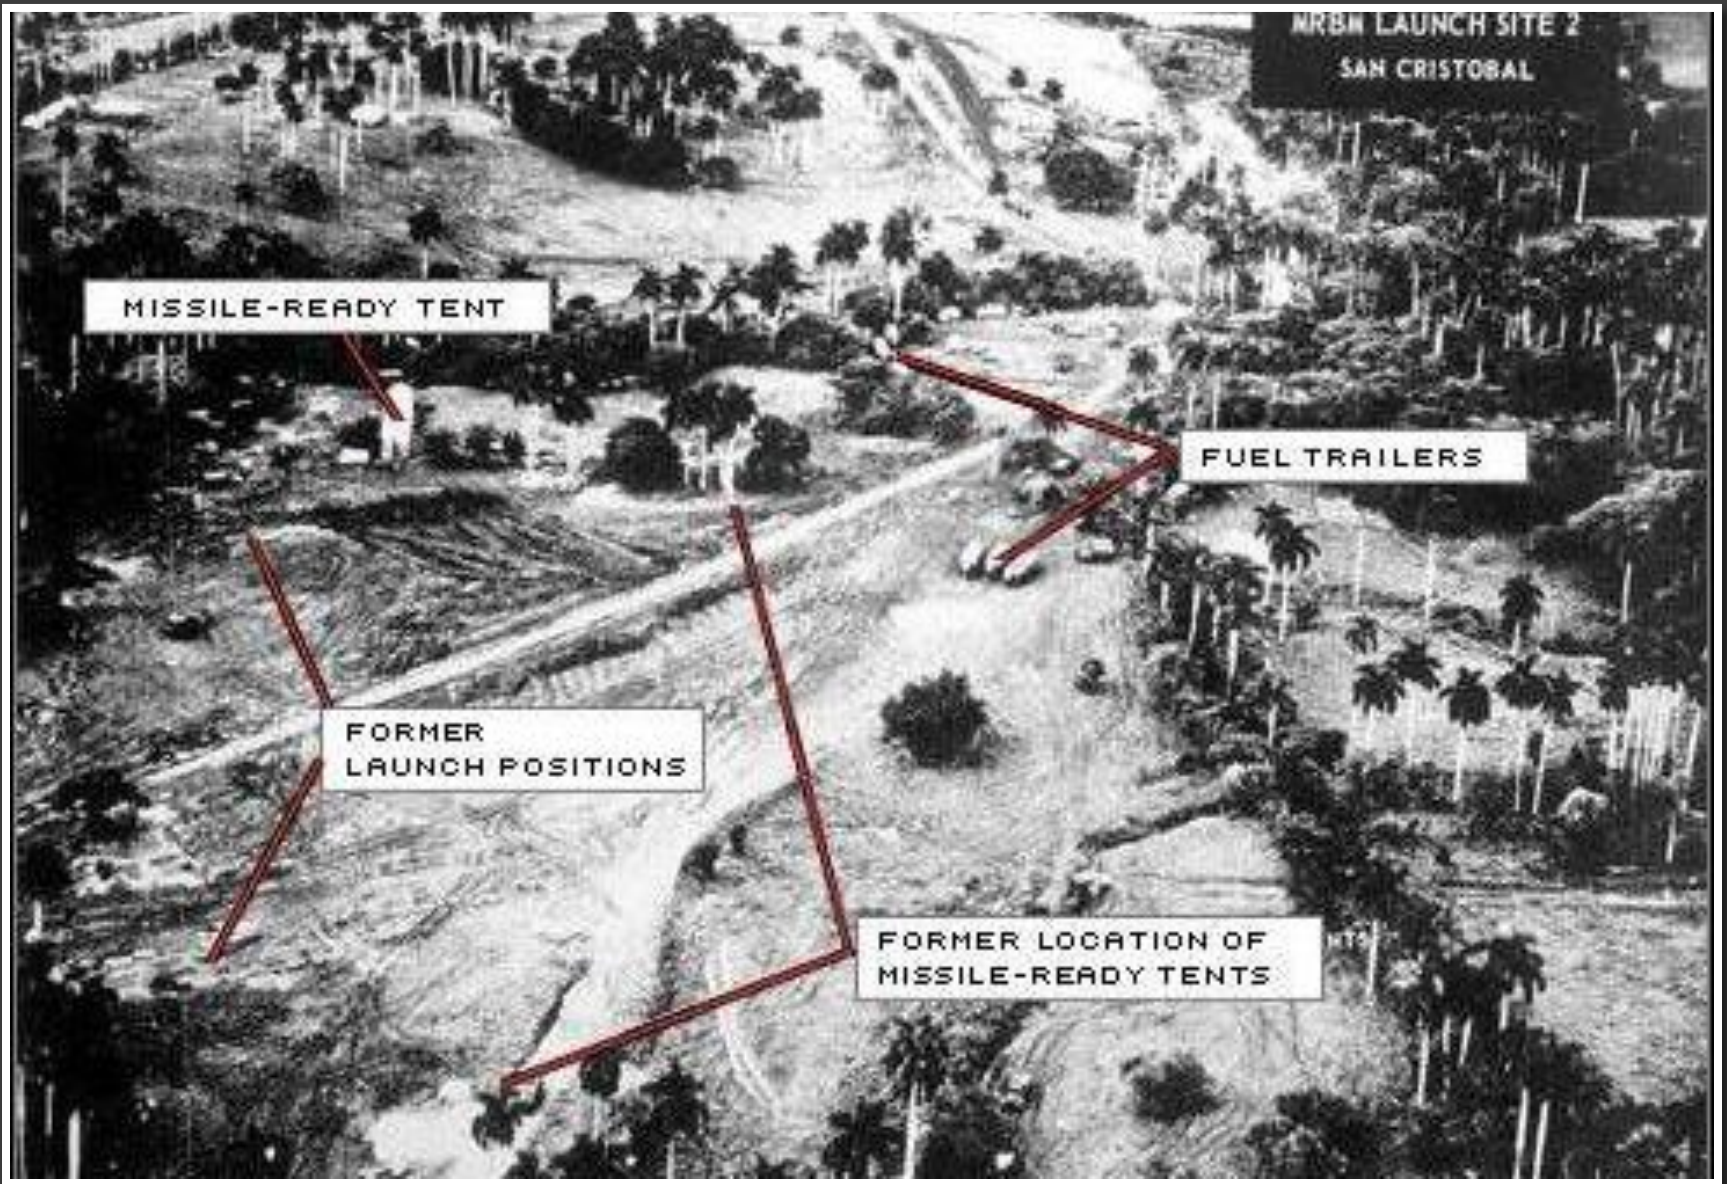 MRBM LAUNCH SITE 2
SAN CRISTOBAL
MISSILE-READY TENT
FUEL TRAILERS
FORMER
LAUNCH POSITIONS
FORMER LOCATION OF
MISSILE-READY TENTS